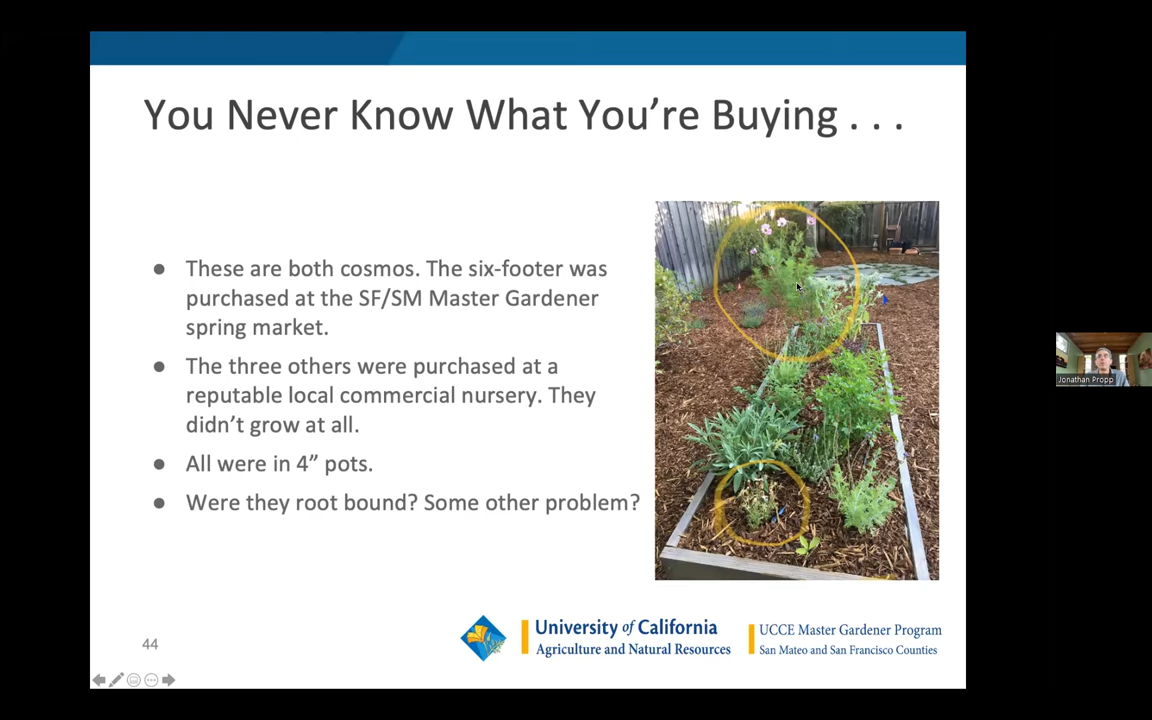 You Never Know What You’re Buying . . .
● These are both cosmos. The six-footer was
purchased at the SF/SM Master Gardener
spring market.
● The three others were purchased at a
reputable local commercial nursery. They
didn’t grow at all.
● All were in 4” pots.
● Were they root bound? Some other problem?
Jonathan Propp
44
University of California
Agriculture and Natural Resources
UCCE Master Gardener Program
San Mateo and San Francisco Counties